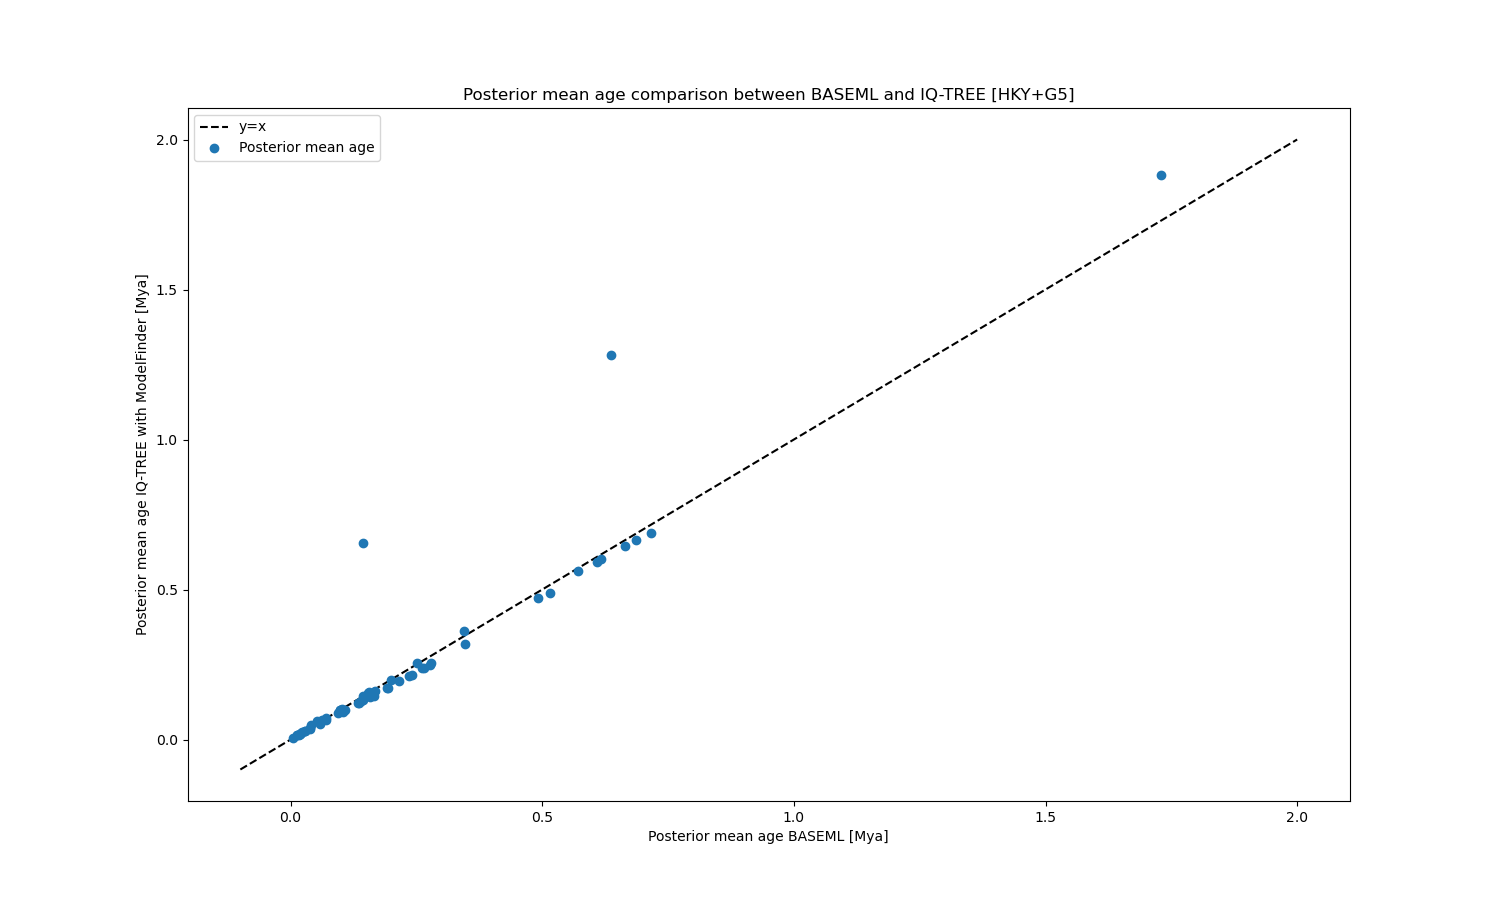 Posterior mean age comparison between BASEML and IQ-TREE [HKY+G5]
y=x
Posterior mean age
Posterior mean age IQ-TREE with ModelFinder [Mya]
2.0
1.5
1.0
0.5
0.0
0.0 0.5 1.0 1.5 2.0
Posterior mean age BASEML [Mya]